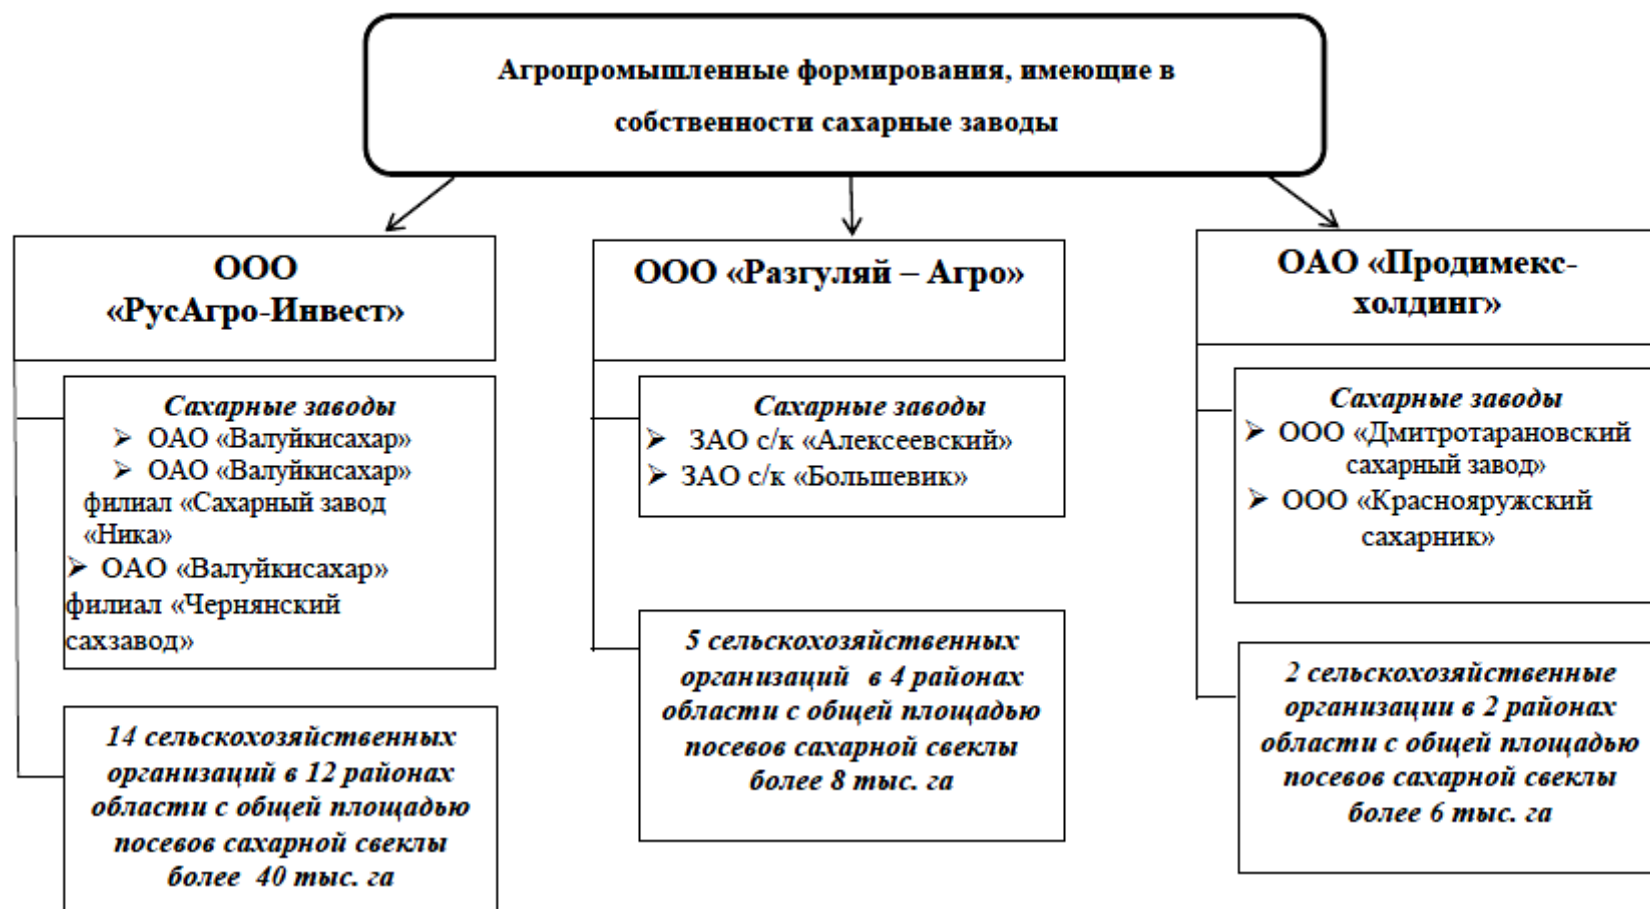 Агропромышленные формирования, имеющие в
собственности сахарные заводы
ООО
«РусАгро-Инвест»
Сахарные заводы
➢ ОАО «Валуйкисахар»
➢ ОАО «Валуйкисахар»
филиал «Сахарный завод
«Ника»
➢ ОАО «Валуйкисахар»
филиал «Чернянский
сахзавод»
14 сельскохозяйственных
организаций в 12 районах
области с общей площадью
посевов сахарной свеклы
более 40 тыс. га
ООО «Разгуляй – Агро»
Сахарные заводы
➢ ЗАО с/к «Алексеевский»
➢ ЗАО с/к «Большевик»
5 сельскохозяйственных
организаций в 4 районах
области с общей площадью
посевов сахарной свеклы
более 8 тыс. га
ОАО «Продимекс-
холдинг»
Сахарные заводы
➢ ООО «Дмитротарановский
сахарный завод»
➢ ООО «Краснояружский
сахарник»
2 сельскохозяйственные
организации в 2 районах
области с общей площадью
посевов сахарной свеклы
более 6 тыс. га